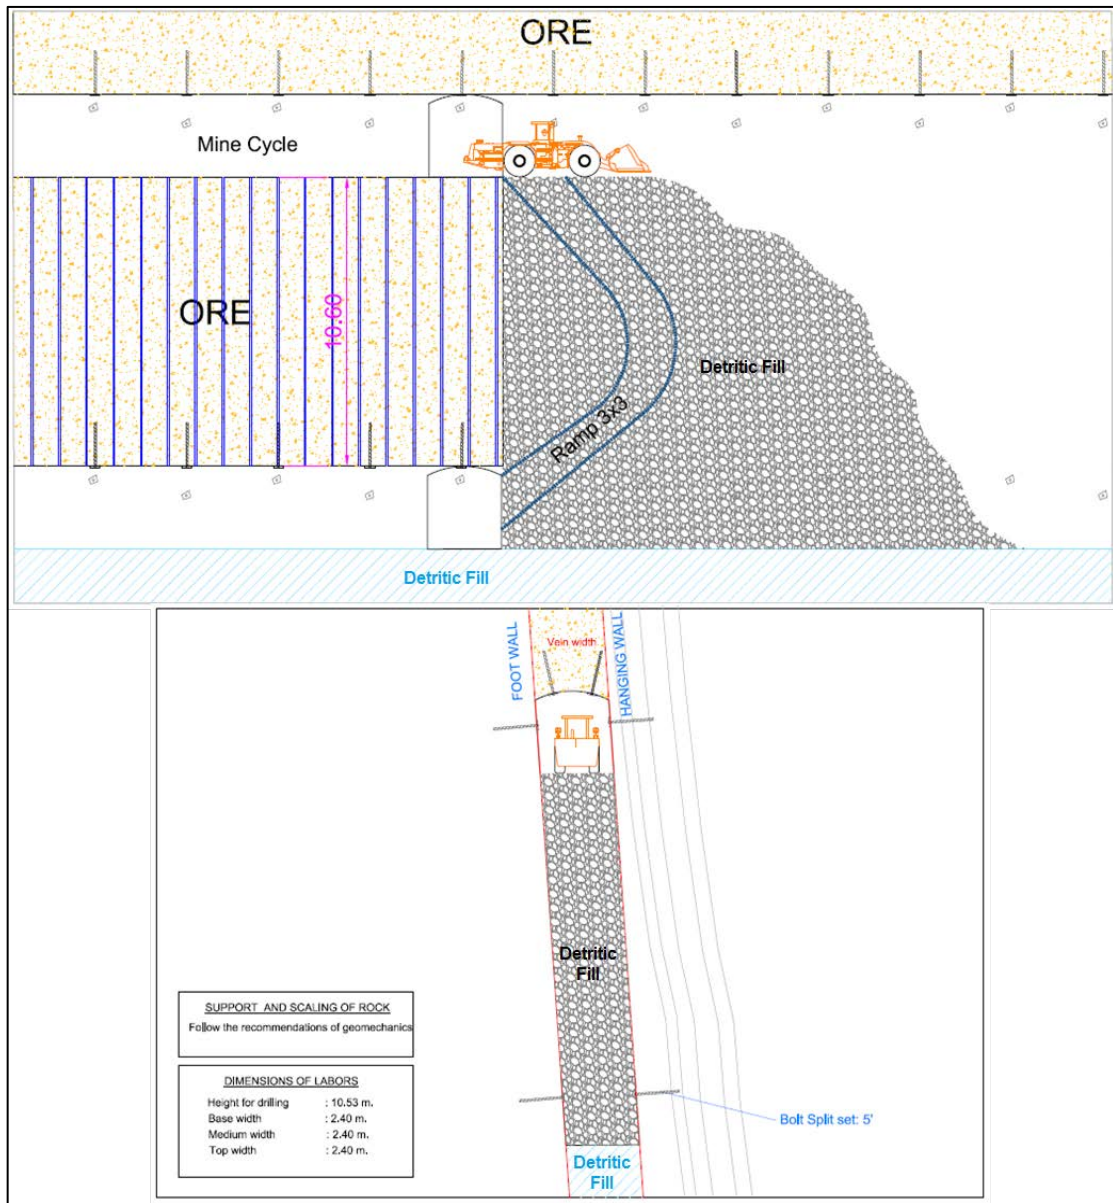 ORE
Mine Cycle
ORE
10.60
Detritic Fill
Ramp 3x3
Detritic Fill
Vein width
FOOT WALL
HANGING WALL
Detritic
Fill
SUPPORT AND SCALING OF ROCK
Follow the recommendations of geomechanics
DIMENSIONS OF LABORS
Height for drilling : 10.53 m.
Base width : 2.40 m.
Medium width : 2.40 m.
Top width : 2.40 m.
Bolt Split set: 5'
Detritic
Fill